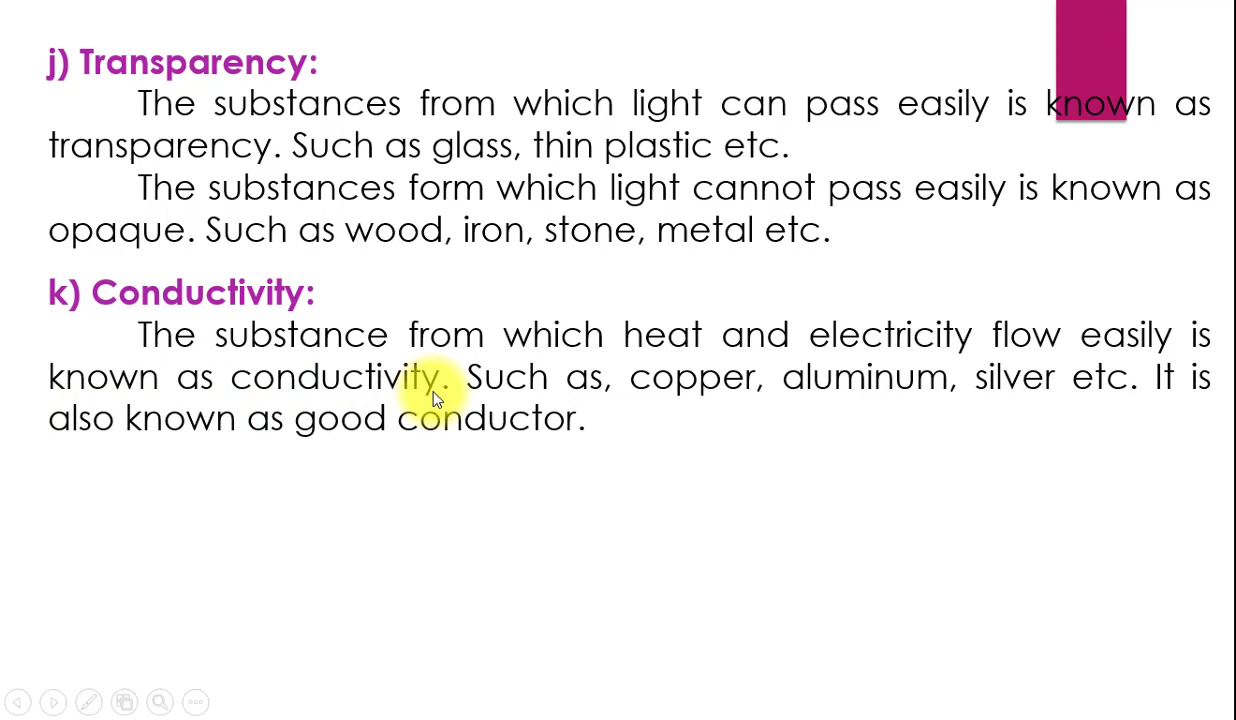 j) Transparency:
The substances from which light can pass easily is known as
transparency. Such as glass, thin plastic etc.
The substances form which light cannot pass easily is known as
opaque. Such as wood, iron, stone, metal etc.
k) Conductivity:
The substance from which heat and electricity flow easily is
known as conductivity. Such as, copper, aluminum, silver etc. It is
also known as good conductor.